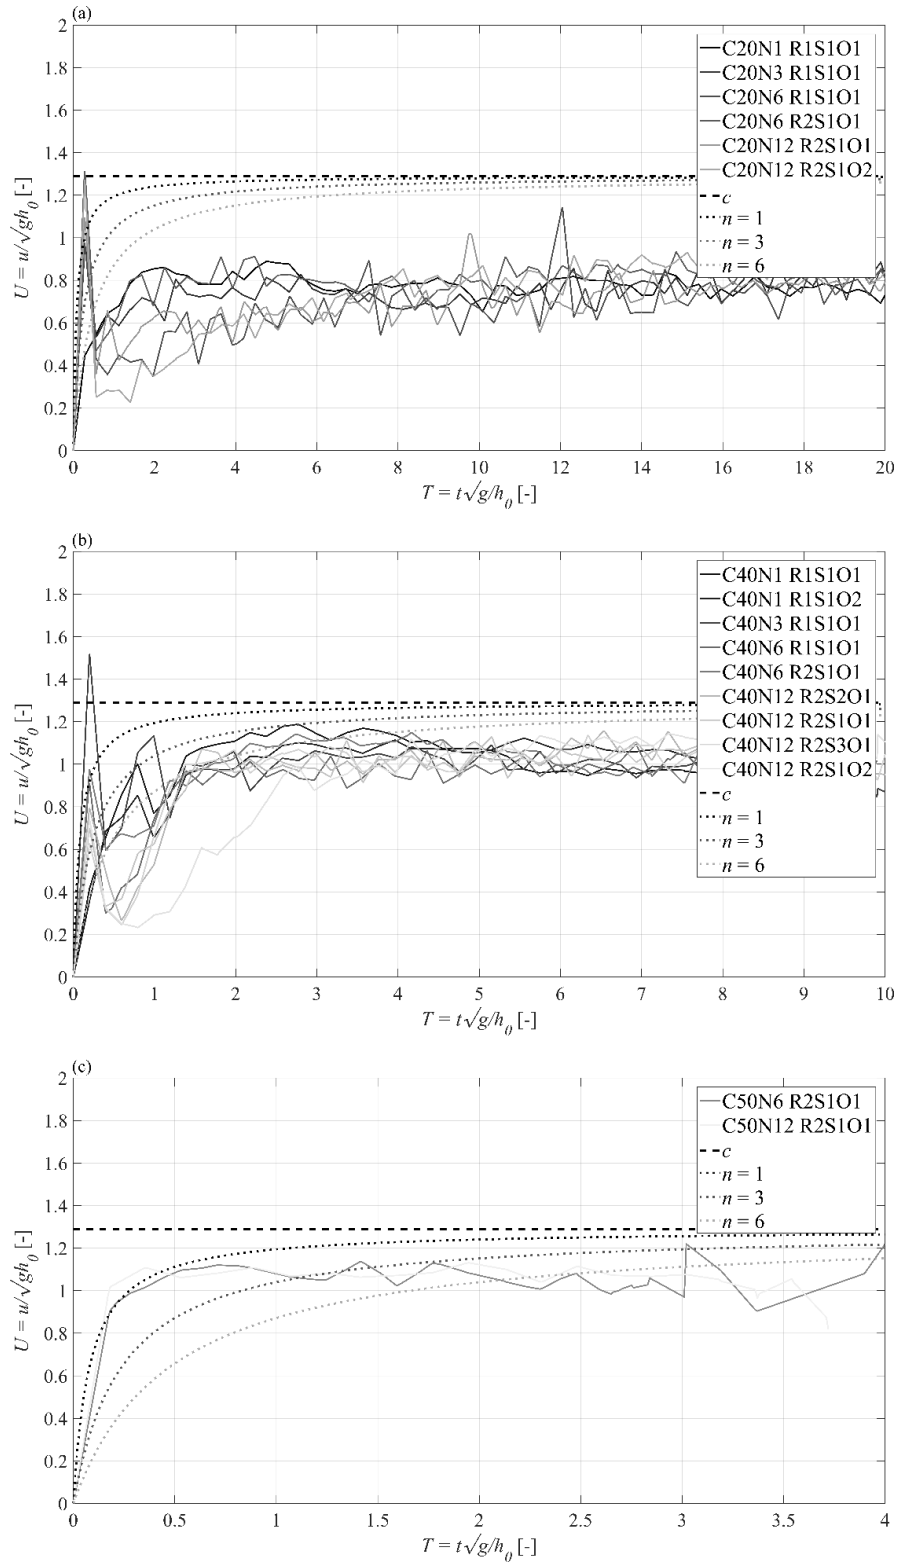 (a)
2
1.8
1.6
1.4
1.2
1
0.8
0.6
0.4
0.2
0
U = u/√gh0 [-]
C20N1 R1S1O1
C20N3 R1S1O1
C20N6 R1S1O1
C20N6 R2S1O1
C20N12 R2S1O1
C20N12 R2S1O2
c
n = 1
n = 3
n = 6
0 2 4 6 8 10 12 14 16 18 20
T = t√g/h0 [-]
(b)
2
1.8
1.6
1.4
1.2
1
0.8
0.6
0.4
0.2
0
U = u/√gh0 [-]
C40N1 R1S1O1
C40N1 R1S1O2
C40N3 R1S1O1
C40N6 R1S1O1
C40N6 R2S1O1
C40N12 R2S2O1
C40N12 R2S1O1
C40N12 R2S3O1
C40N12 R2S1O2
c
n = 1
n = 3
n = 6
0 1 2 3 4 5 6 7 8 9 10
T = t√g/h0 [-]
(c)
2
1.8
1.6
1.4
1.2
1
0.8
0.6
0.4
0.2
0
U = u/√gh0 [-]
C50N6 R2S1O1
C50N12 R2S1O1
c
n = 1
n = 3
n = 6
0 0.5 1 1.5 2 2.5 3 3.5 4
T = t√g/h0 [-]